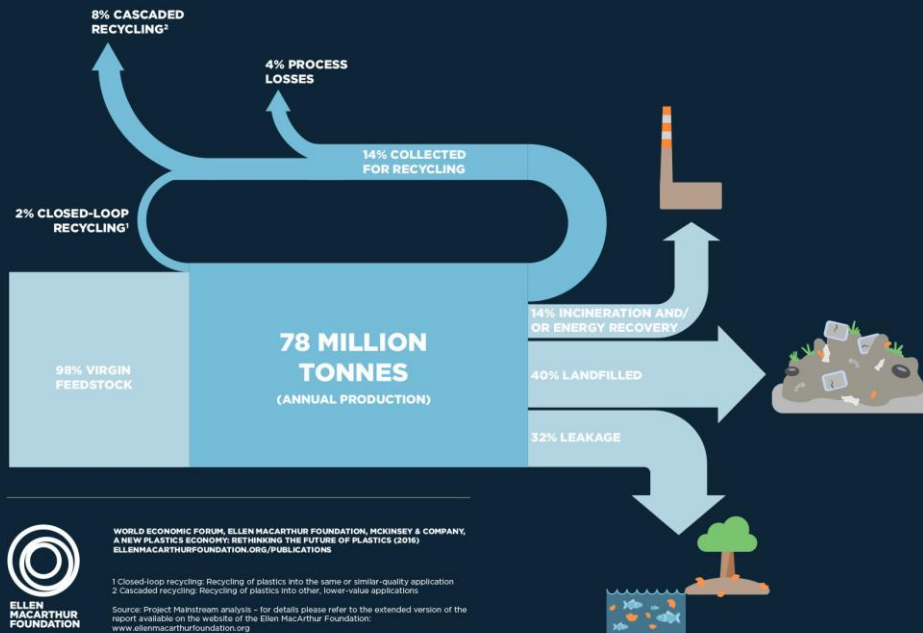 8% CASCADED
RECYCLING²
4% PROCESS
LOSSES
14% COLLECTED
FOR RECYCLING
2% CLOSED-LOOP
RECYCLING¹
98% VIRGIN
FEEDSTOCK
78 MILLION
TONNES
(ANNUAL PRODUCTION)
14% INCINERATION AND/
OR ENERGY RECOVERY
40% LANDFILLED
32% LEAKAGE
ELLEN
MACARTHUR
FOUNDATION
WORLD ECONOMIC FORUM, ELLEN MACARTHUR FOUNDATION, MCKINSEY & COMPANY,
A NEW PLASTICS ECONOMY: RETHINKING THE FUTURE OF PLASTICS (2016)
ELLENMACARTHURFOUNDATION.ORG/PUBLICATIONS
1 Closed-loop recycling: Recycling of plastics into the same or similar-quality application
2 Cascaded recycling: Recycling of plastics into other, lower-value applications
Source: Project Mainstream analysis – for details please refer to the extended version of the
report available on the website of the Ellen MacArthur Foundation:
www.ellenmacarthurfoundation.org